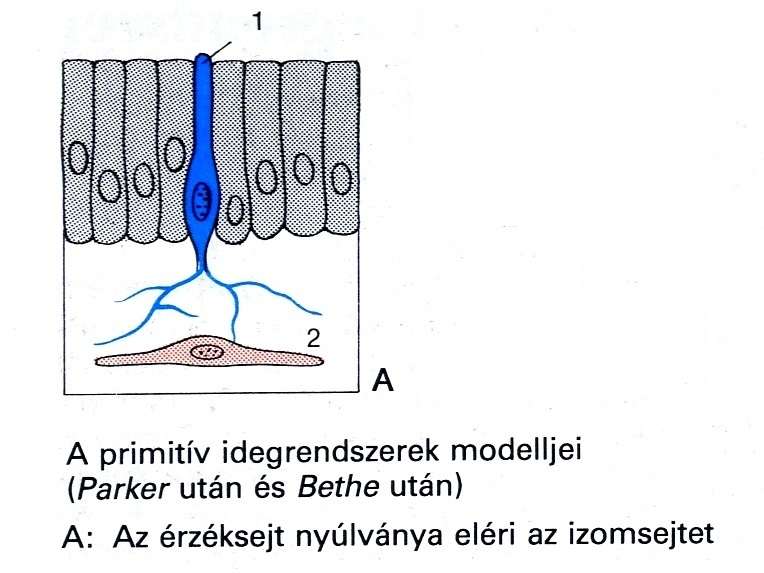 1
2
A
A primitív idegrendszerek modelljei
(Parker után és Bethe után)
A: Az érzéksejt nyúlványa eléri az izomsejtet